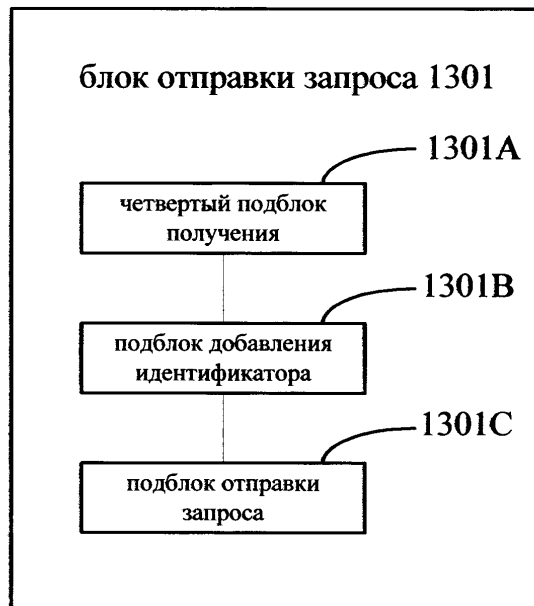 блок отправки запроса 1301
1301A
четвертый подблок
получения
1301B
подблок добавления
идентификатора
1301C
подблок отправки
запроса